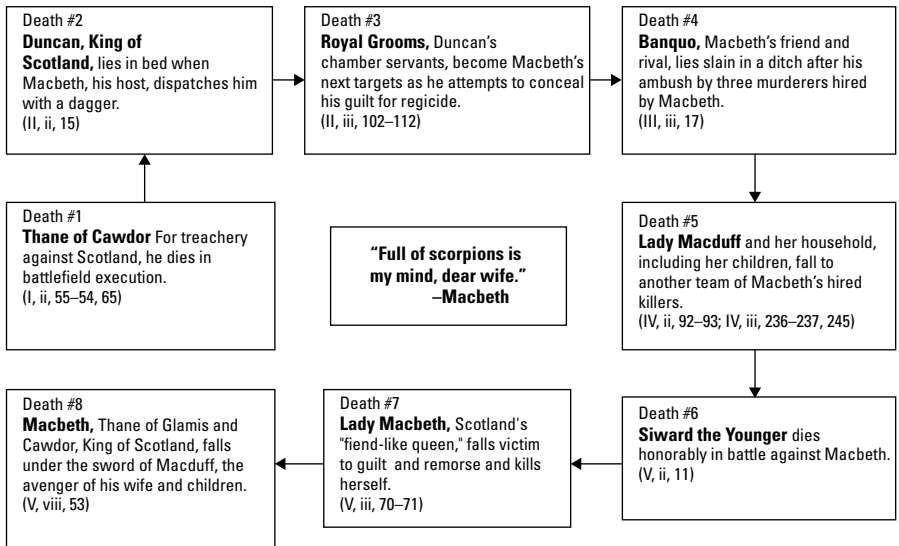 Death #2
Duncan, King of
Scotland, lies in bed when
Macbeth, his host, dispatches him
with a dagger.
(II, ii, 15)
Death #3
Royal Grooms, Duncan's
chamber servants, become Macbeth's
next targets as he attempts to conceal
his guilt for regicide.
(II, iii, 102–112)
Death #4
Banquo, Macbeth's friend and
rival, lies slain in a ditch after his
ambush by three murderers hired
by Macbeth.
(III, iii, 17)
Death #1
Thane of Cawdor For treachery
against Scotland, he dies in
battlefield execution.
(I, ii, 55–54, 65)
"Full of scorpions is
my mind, dear wife."
–Macbeth
Death #5
Lady Macduff and her household,
including her children, fall to
another team of Macbeth's hired
killers.
(IV, ii, 92–93; IV, iii, 236–237, 245)
Death #8
Macbeth, Thane of Glamis and
Cawdor, King of Scotland, falls
under the sword of Macduff, the
avenger of his wife and children.
(V, viii, 53)
Death #7
Lady Macbeth, Scotland's
"fiend-like queen," falls victim
to guilt and remorse and kills
herself.
(V, iii, 70–71)
Death #6
Siward the Younger dies
honorably in battle against Macbeth.
(V, ii, 11)